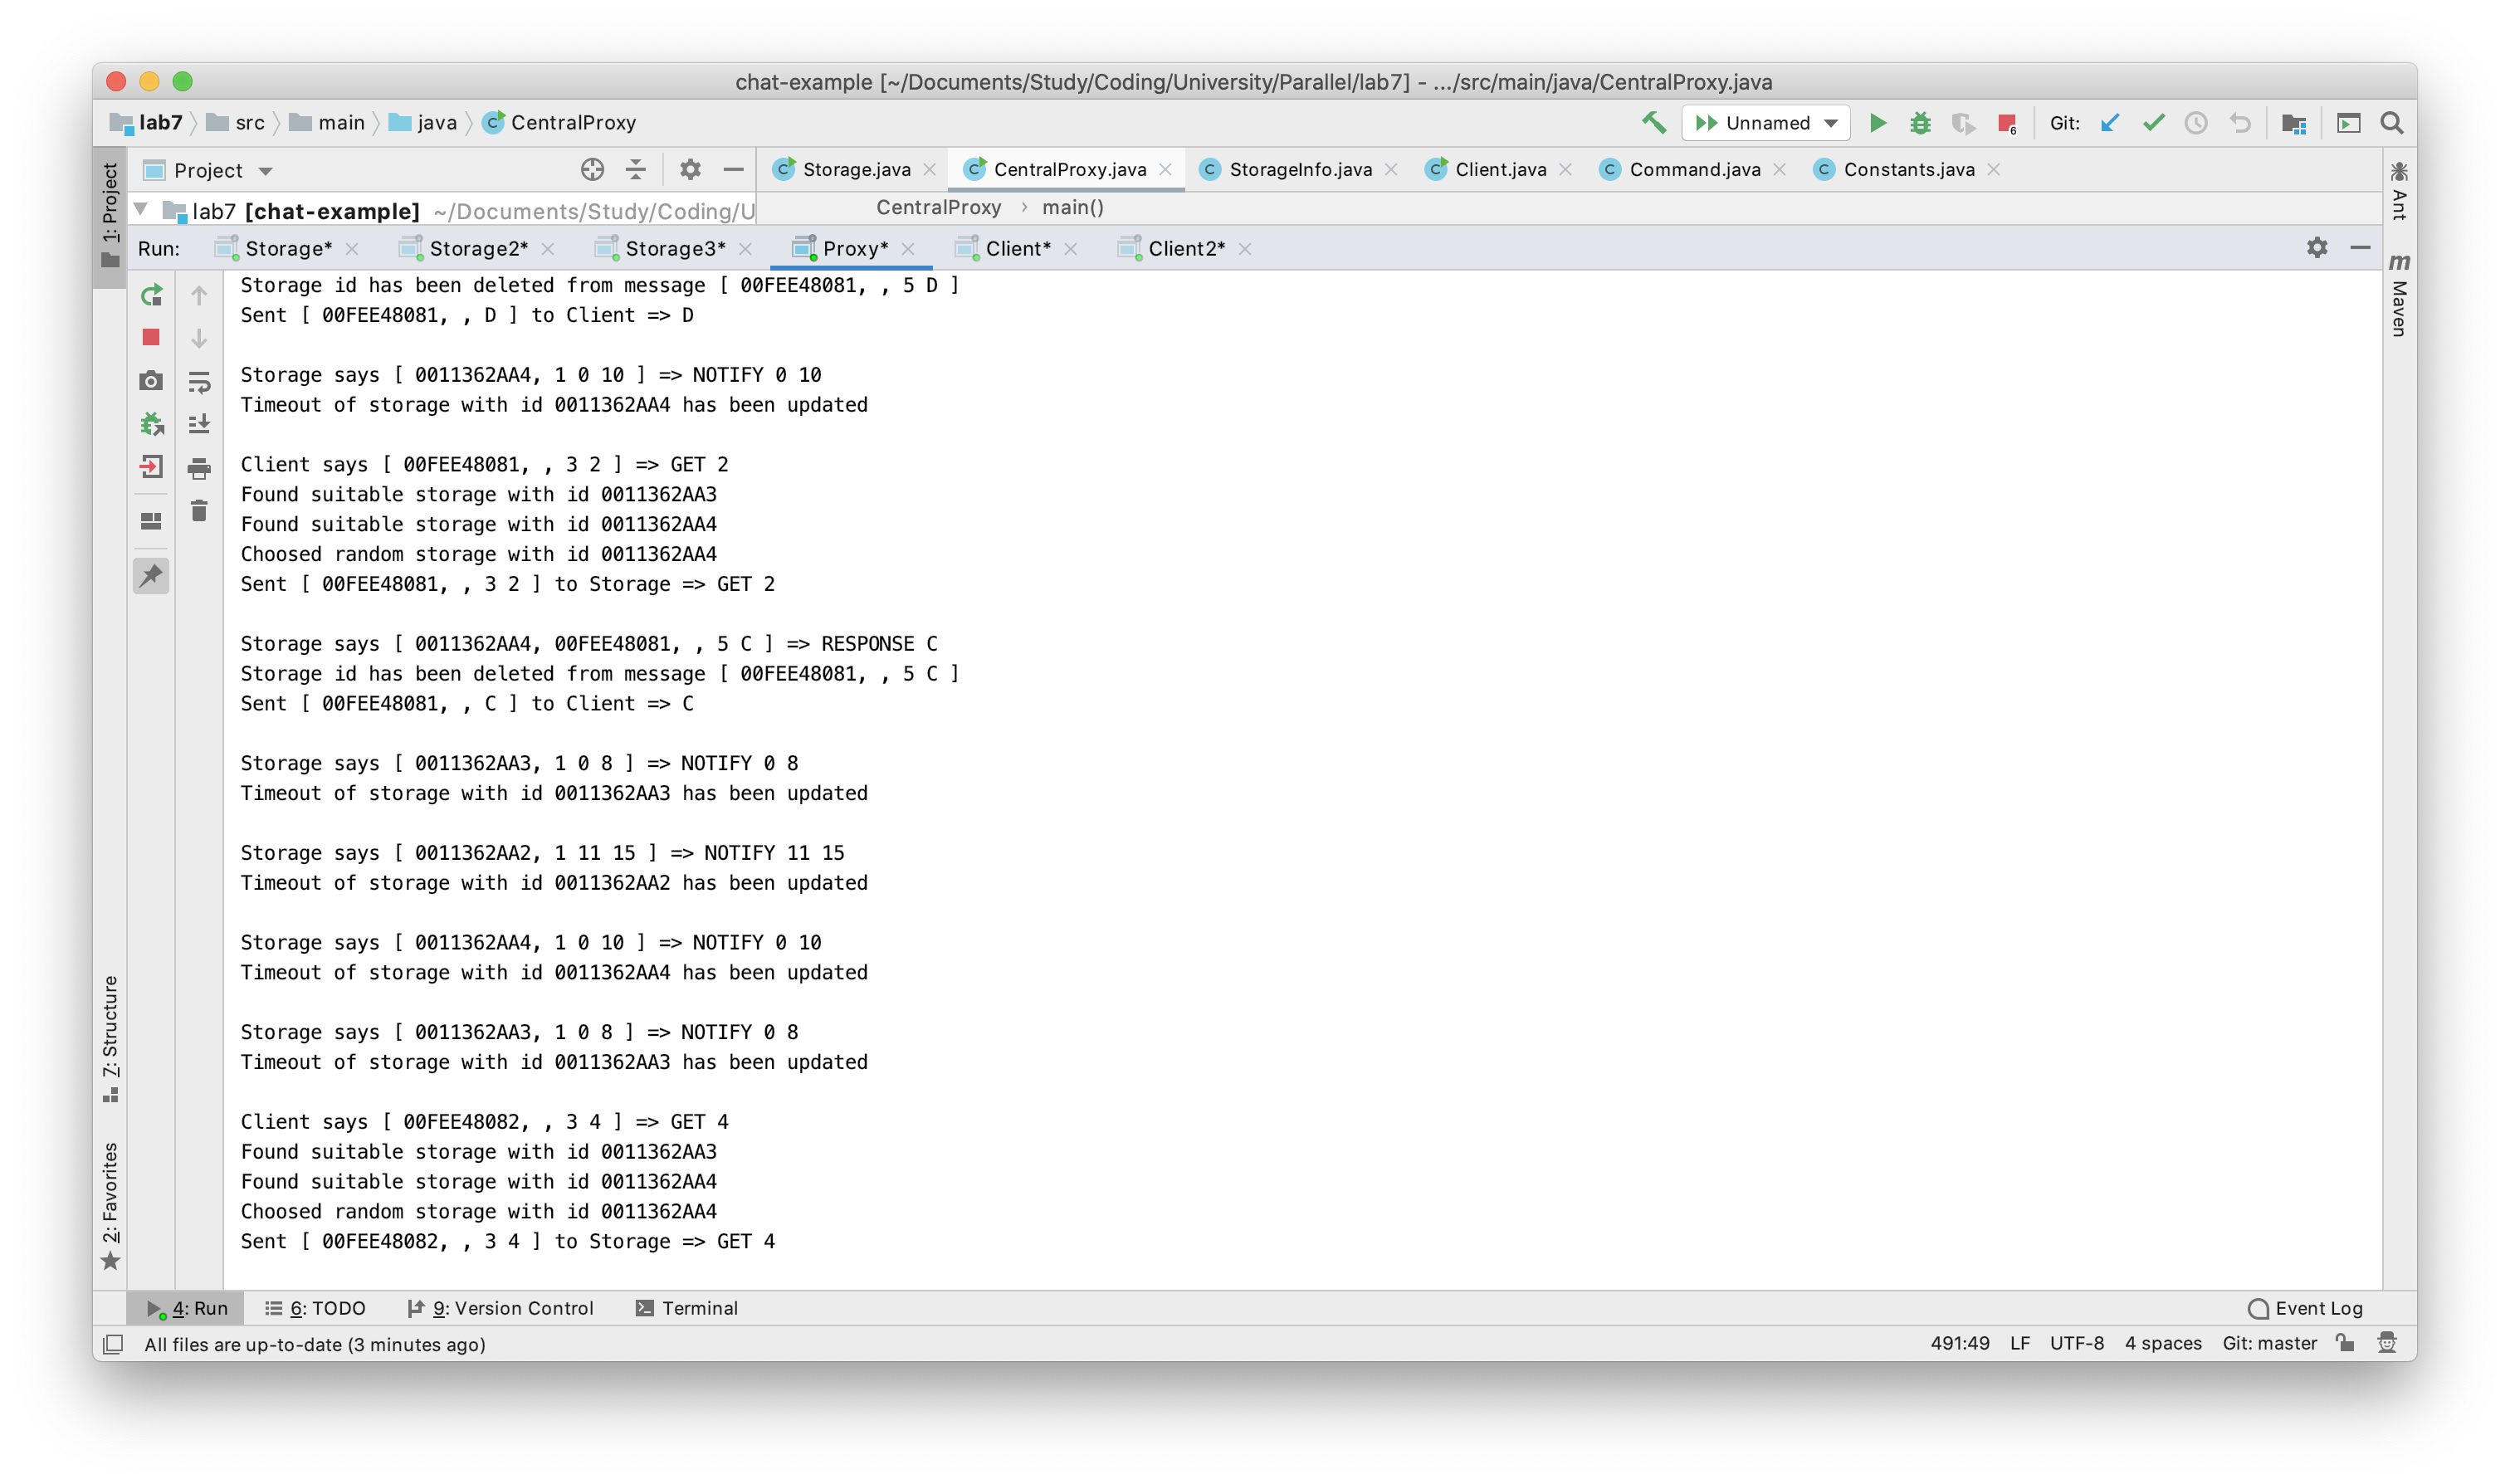 chat-example [~/Documents/Study/Coding/University/Parallel/lab7] - .../src/main/java/CentralProxy.java
lab7 src main java CentralProxy
Unnamed
6
Git:
1: Project
Project
Storage.java CentralProxy.java StorageInfo.java Client.java Command.java Constants.java
lab7 [chat-example] ~/Documents/Study/Coding/U
CentralProxy › main()
Ant
Maven
Run: Storage* Storage2* Storage3* Proxy* Client* Client2*
Storage id has been deleted from message [ 00FEE48081, , 5 D ]
Sent [ 00FEE48081, , D ] to Client => D
Storage says [ 0011362AA4, 1 0 10 ] => NOTIFY 0 10
Timeout of storage with id 0011362AA4 has been updated
Client says [ 00FEE48081, , 3 2 ] => GET 2
Found suitable storage with id 0011362AA3
Found suitable storage with id 0011362AA4
Choosed random storage with id 0011362AA4
Sent [ 00FEE48081, , 3 2 ] to Storage => GET 2
Storage says [ 0011362AA4, 00FEE48081, , 5 C ] => RESPONSE C
Storage id has been deleted from message [ 00FEE48081, , 5 C ]
Sent [ 00FEE48081, , C ] to Client => C
Storage says [ 0011362AA3, 1 0 8 ] => NOTIFY 0 8
Timeout of storage with id 0011362AA3 has been updated
Storage says [ 0011362AA2, 1 11 15 ] => NOTIFY 11 15
Timeout of storage with id 0011362AA2 has been updated
Storage says [ 0011362AA4, 1 0 10 ] => NOTIFY 0 10
Timeout of storage with id 0011362AA4 has been updated
Storage says [ 0011362AA3, 1 0 8 ] => NOTIFY 0 8
Timeout of storage with id 0011362AA3 has been updated
Client says [ 00FEE48082, , 3 4 ] => GET 4
Found suitable storage with id 0011362AA3
Found suitable storage with id 0011362AA4
Choosed random storage with id 0011362AA4
Sent [ 00FEE48082, , 3 4 ] to Storage => GET 4
7: Structure
2: Favorites
4: Run 6: TODO 9: Version Control Terminal Event Log
All files are up-to-date (3 minutes ago) 491:49 LF UTF-8 4 spaces Git: master